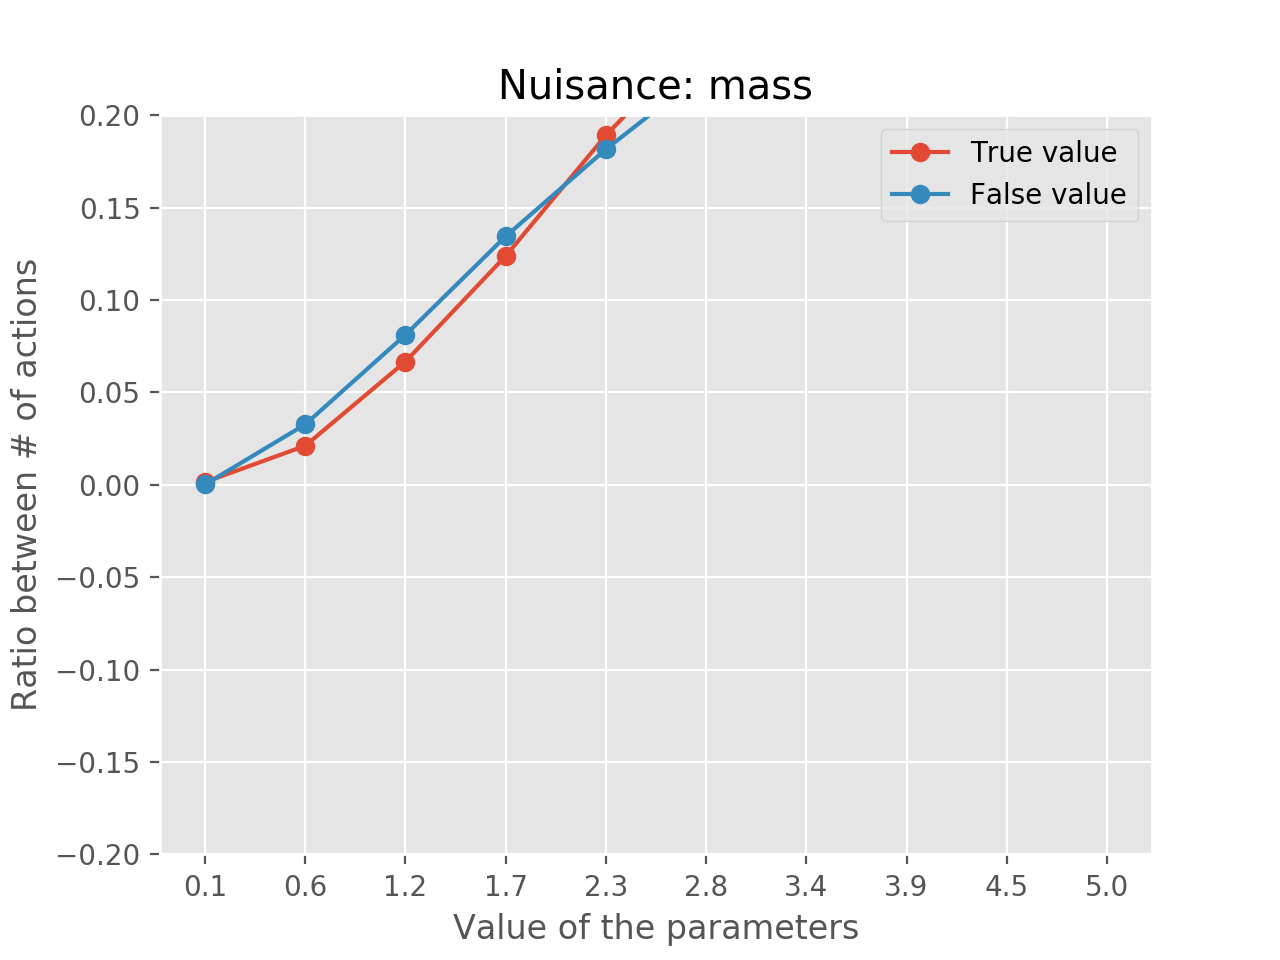 Nuisance: mass
True value
False value
Ratio between # of actions
0.20
0.15
0.10
0.05
0.00
−0.05
−0.10
−0.15
−0.20
0.1 0.6 1.2 1.7 2.3 2.8 3.4 3.9 4.5 5.0
Value of the parameters